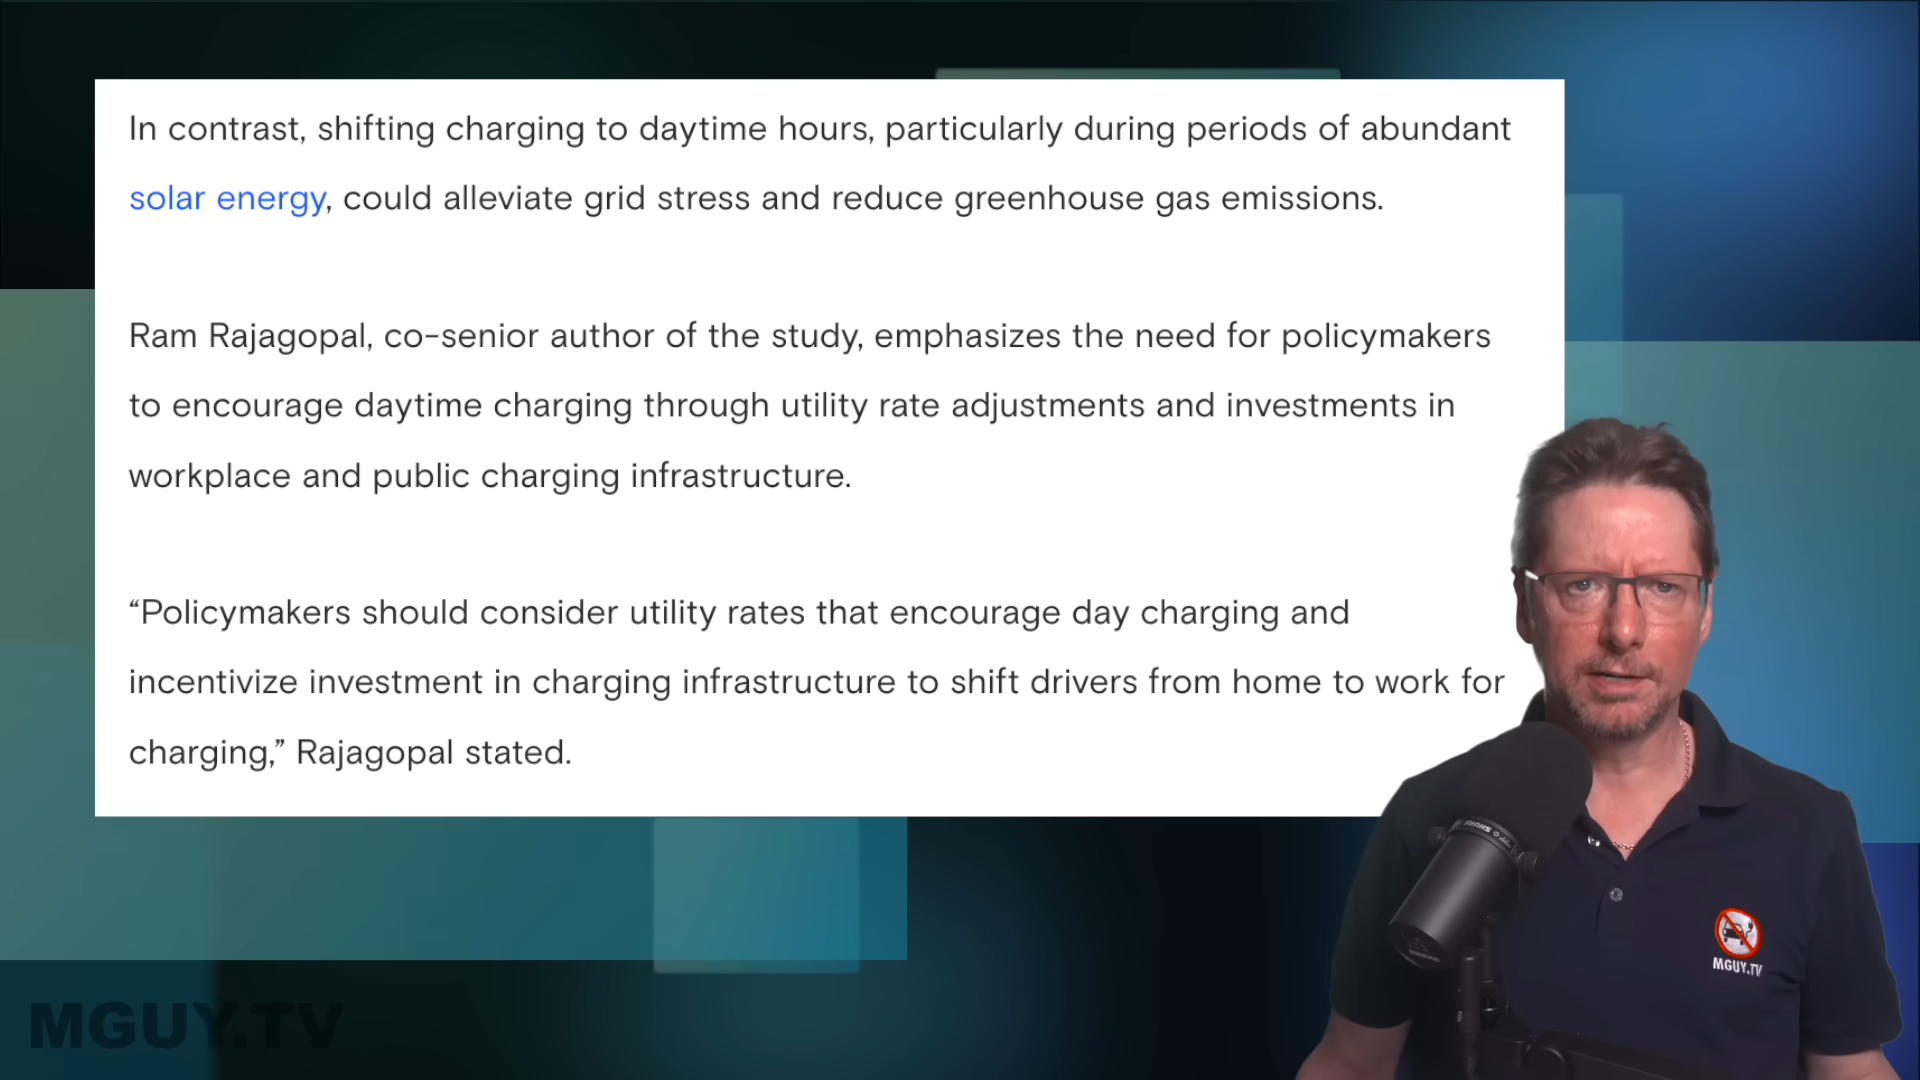 In contrast, shifting charging to daytime hours, particularly during periods of abundant
solar energy, could alleviate grid stress and reduce greenhouse gas emissions.
Ram Rajagopal, co-senior author of the study, emphasizes the need for policymakers
to encourage daytime charging through utility rate adjustments and investments in
workplace and public charging infrastructure.
“Policymakers should consider utility rates that encourage day charging and
incentivize investment in charging infrastructure to shift drivers from home to work for
charging,” Rajagopal stated.
SHURE
MGUY.TV
MGUY.TV